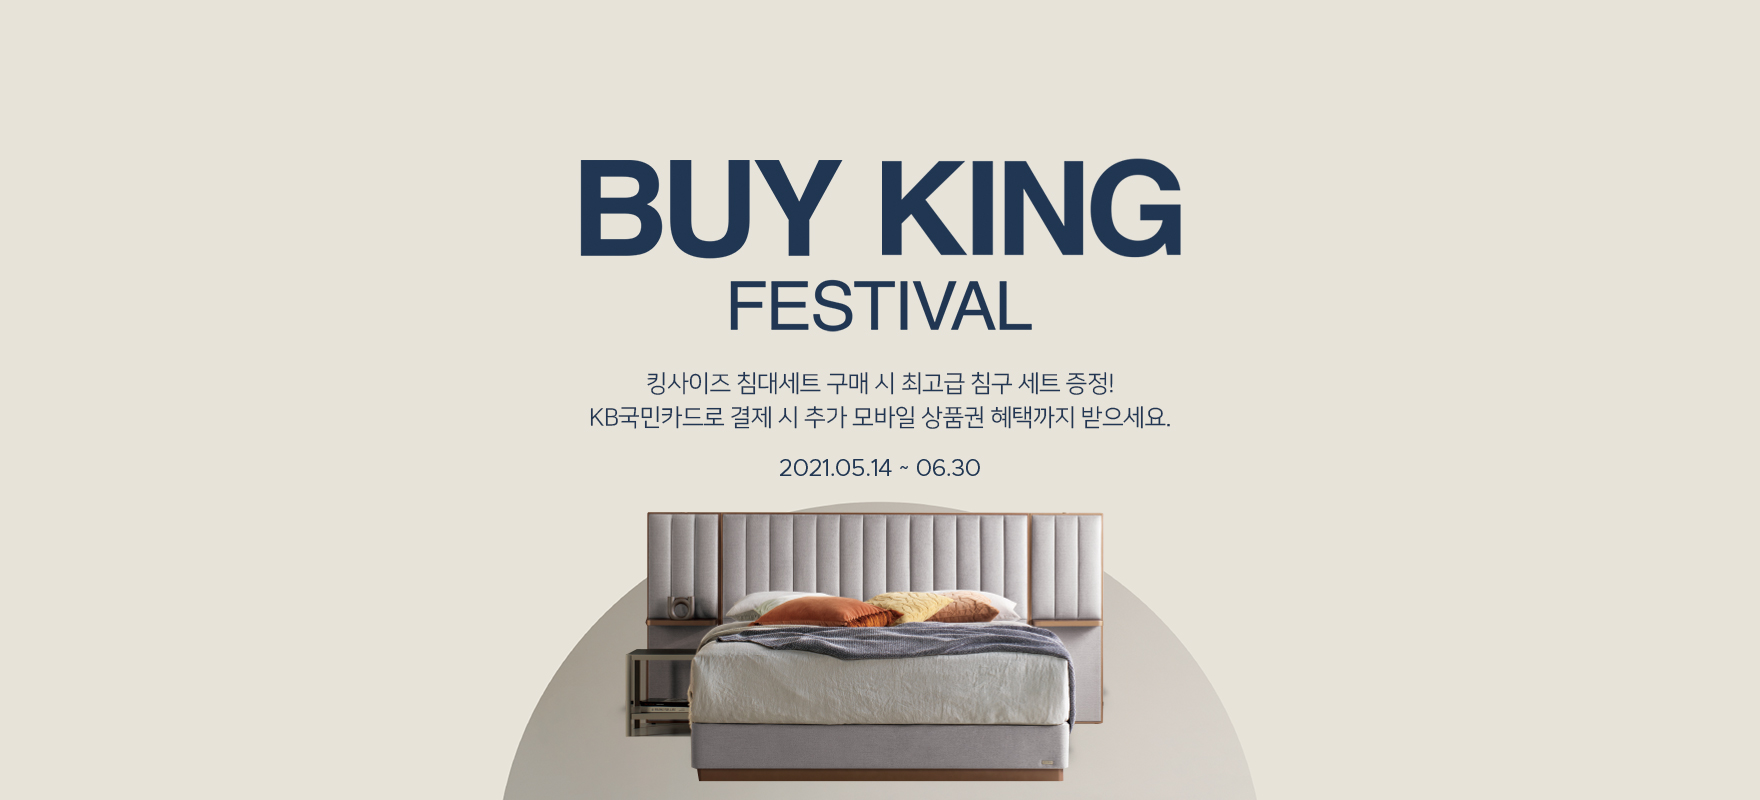 BUY KING
FESTIVAL
킹사이즈 침대세트 구매 시 최고급 침구 세트 증정!
KB국민카드로 결제 시 추가 모바일 상품권 혜택까지 받으세요.
2021.05.14 ~ 06.30